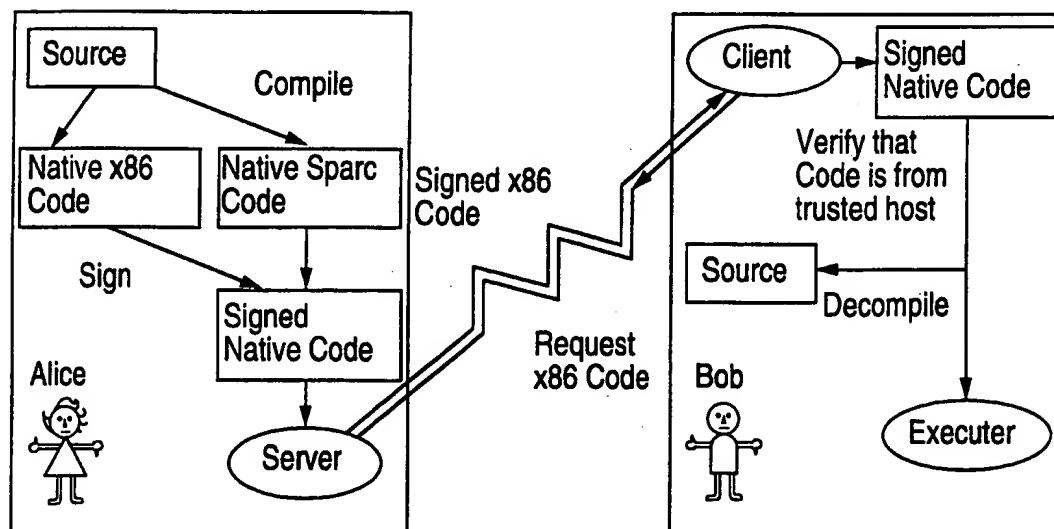 Source
Compile
Native x86
Code
Native Sparc
Code
Sign
Signed
Native Code
Alice
Server
Signed x86
Code
Request
x86 Code
Client
Signed
Native Code
Verify that
Code is from
trusted host
Source
Decompile
Bob
Executer